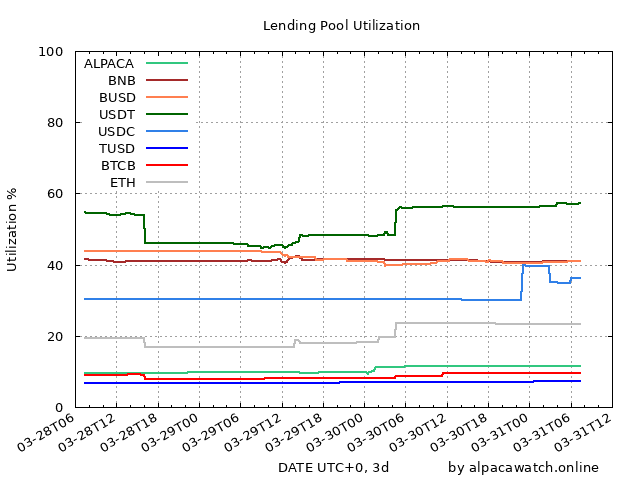 Lending Pool Utilization
100
80
60
40
20
0
Utilization %
ALPACA
BNB
BUSD
USDT
USDC
TUSD
BTCB
ETH
03-28T06
03-28T12
03-28T18
03-29T00
03-29T06
03-29T12
03-29T18
03-30T00
03-30T06
03-30T12
03-30T18
03-31T00
03-31T06
03-31T12
DATE UTC+0, 3d
by alpacawatch.online